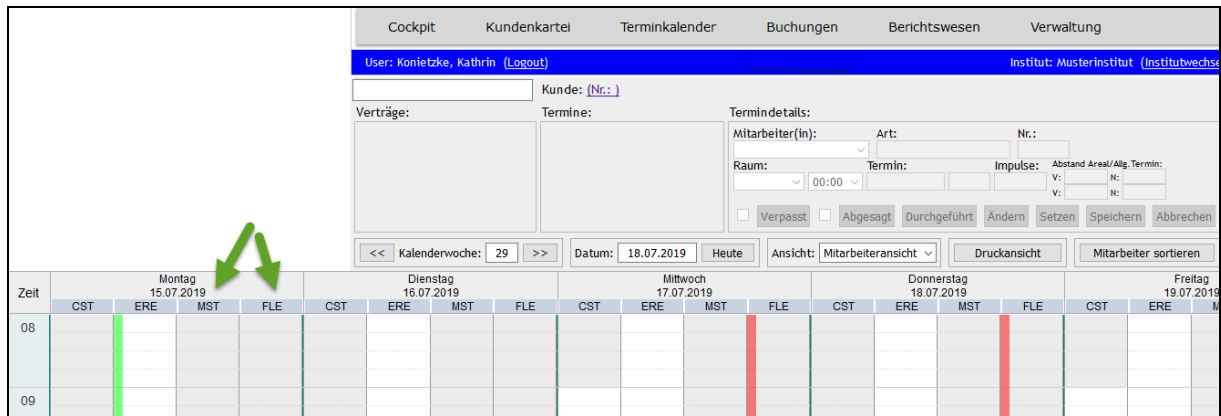 Cockpit Kundenkartei Terminkalender Buchungen Berichtswesen Verwaltung
User: Konietzke, Kathrin (Logout) Institut: Musterinstitut (Institutwechse
Kunde: (Nr.: )
Verträge: Termine: Termindetails:
Mitarbeiter(in): Art: Nr.:
Raum: Termin: Impulse: Abstand Areal/Allg.Termin:
00:00 V: N:
V: N:
Verpasst Abgesagt Durchgeführt Ändern Setzen Speichern Abbrechen
<< Kalenderwoche: 29 >> Datum: 18.07.2019 Heute Ansicht: Mitarbeiteransicht Druckansicht Mitarbeiter sortieren
Zeit Montag Dienstag Mittwoch Donnerstag Freitag
15.07.2019 16.07.2019 17.07.2019 18.07.2019 19.07.2019
CST ERE MST FLE CST ERE MST FLE CST ERE MST FLE CST ERE MST FLE CST ERE M
08
09